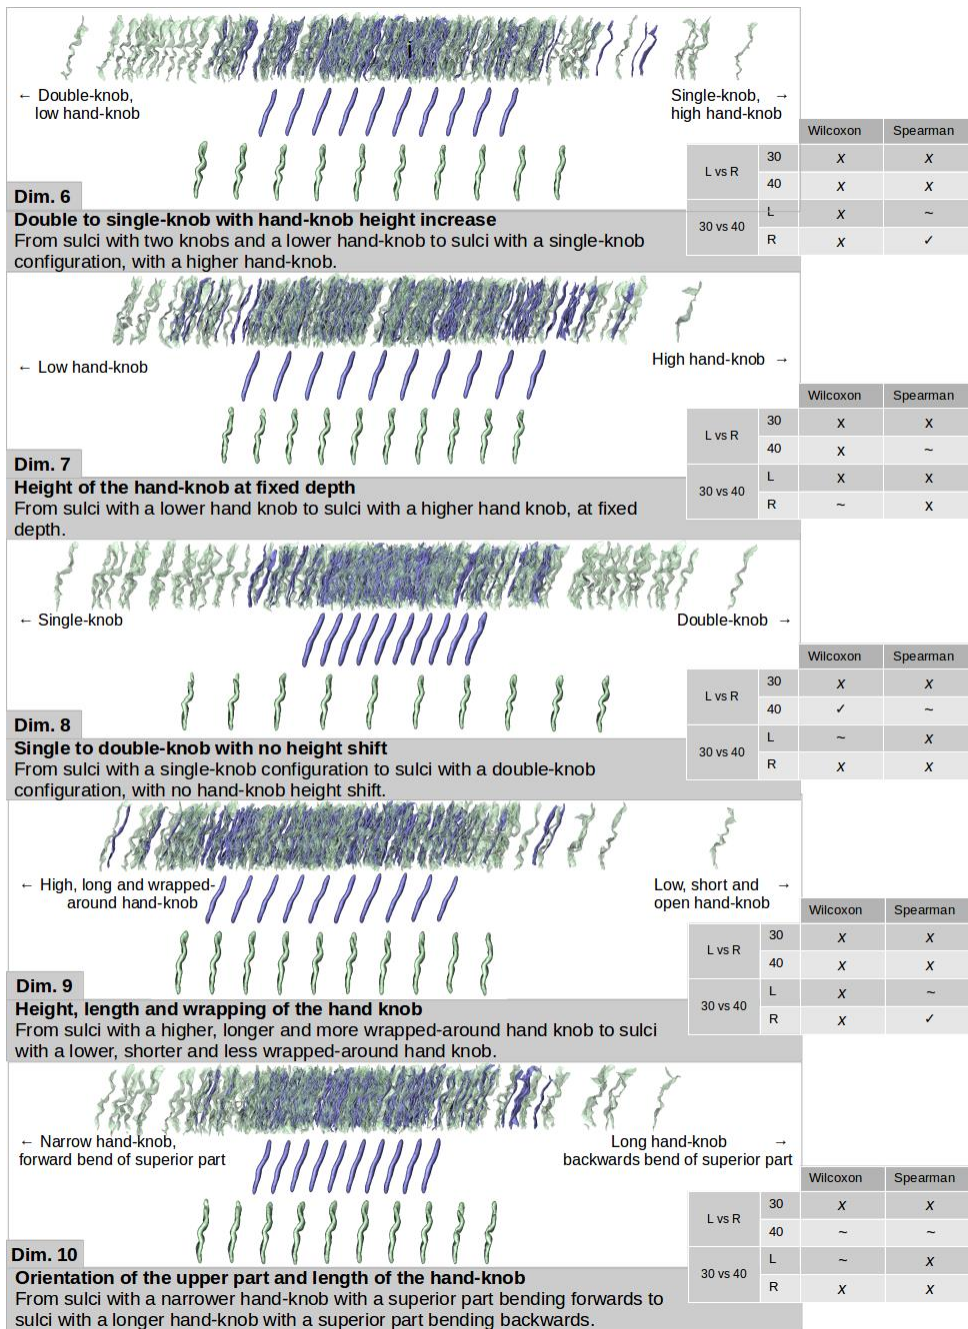 ← Double-knob,
low hand-knob
Single-knob, →
high hand-knob
Wilcoxon Spearman
L vs R 30 x x
40 x x
30 vs 40 L x ~
R x ✓
Dim. 6
Double to single-knob with hand-knob height increase
From sulci with two knobs and a lower hand-knob to sulci with a single-knob
configuration, with a higher hand-knob.
← Low hand-knob
High hand-knob →
Wilcoxon Spearman
L vs R 30 x x
40 x ~
30 vs 40 L x x
R ~ x
Dim. 7
Height of the hand-knob at fixed depth
From sulci with a lower hand knob to sulci with a higher hand knob, at fixed
depth.
← Single-knob
Double-knob →
Wilcoxon Spearman
L vs R 30 x x
40 ✓ ~
30 vs 40 L ~ x
R x x
Dim. 8
Single to double-knob with no height shift
From sulci with a single-knob configuration to sulci with a double-knob
configuration, with no hand-knob height shift.
← High, long and wrapped-
around hand-knob
Low, short and →
open hand-knob
Wilcoxon Spearman
L vs R 30 x x
40 x x
30 vs 40 L x ~
R x ✓
Dim. 9
Height, length and wrapping of the hand knob
From sulci with a higher, longer and more wrapped-around hand knob to sulci
with a lower, shorter and less wrapped-around hand knob.
← Narrow hand-knob,
forward bend of superior part
Long hand-knob →
backwards bend of superior part
Wilcoxon Spearman
L vs R 30 x x
40 ~ ~
30 vs 40 L ~ x
R x x
Dim. 10
Orientation of the upper part and length of the hand-knob
From sulci with a narrower hand-knob with a superior part bending forwards to
sulci with a longer hand-knob with a superior part bending backwards.